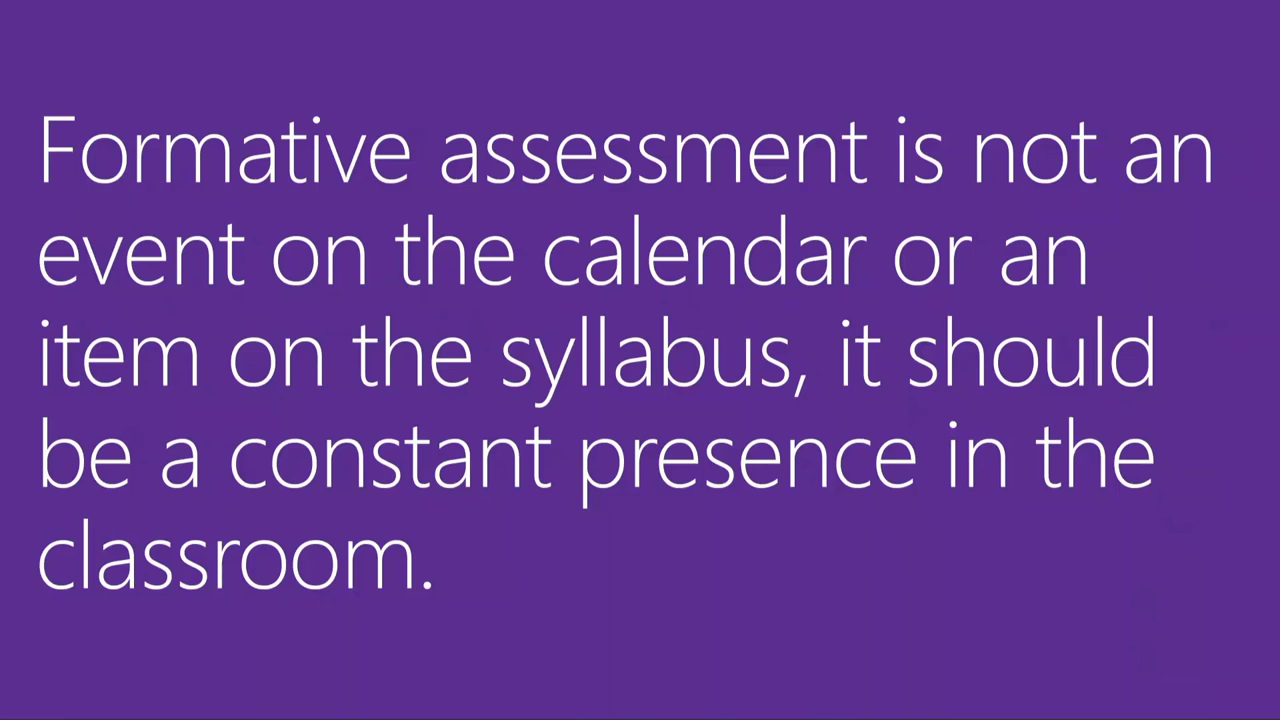 Formative assessment is not an
event on the calendar or an
item on the syllabus, it should
be a constant presence in the
classroom.